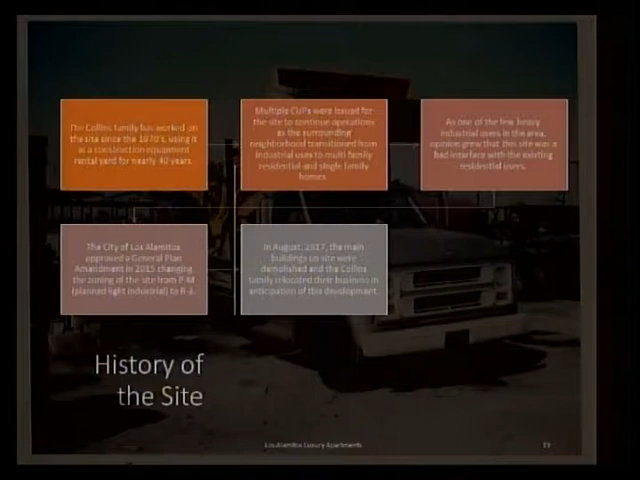 The Collins family has worked on
the site since the 1970's, using it
as a construction equipment
rental yard for nearly 40 years.
Multiple CUPs were issued for
the site to continue operations
as the surrounding
neighborhood transitioned from
industrial uses to multi family
residential and single family
homes.
As one of the few heavy
industrial users in the area,
opinion grew that this site was a
bad interface with the existing
residential users.
The City of Los Alamitos
approved a General Plan
Amendment in 2015 changing
the zoning of the site from P-M
(planned light industrial) to R-3.
In August, 2017, the main
buildings on site were
demolished and the Collins
family relocated their business in
anticipation of this development.
History of
the Site
Los Alamitos Luxury Apartments